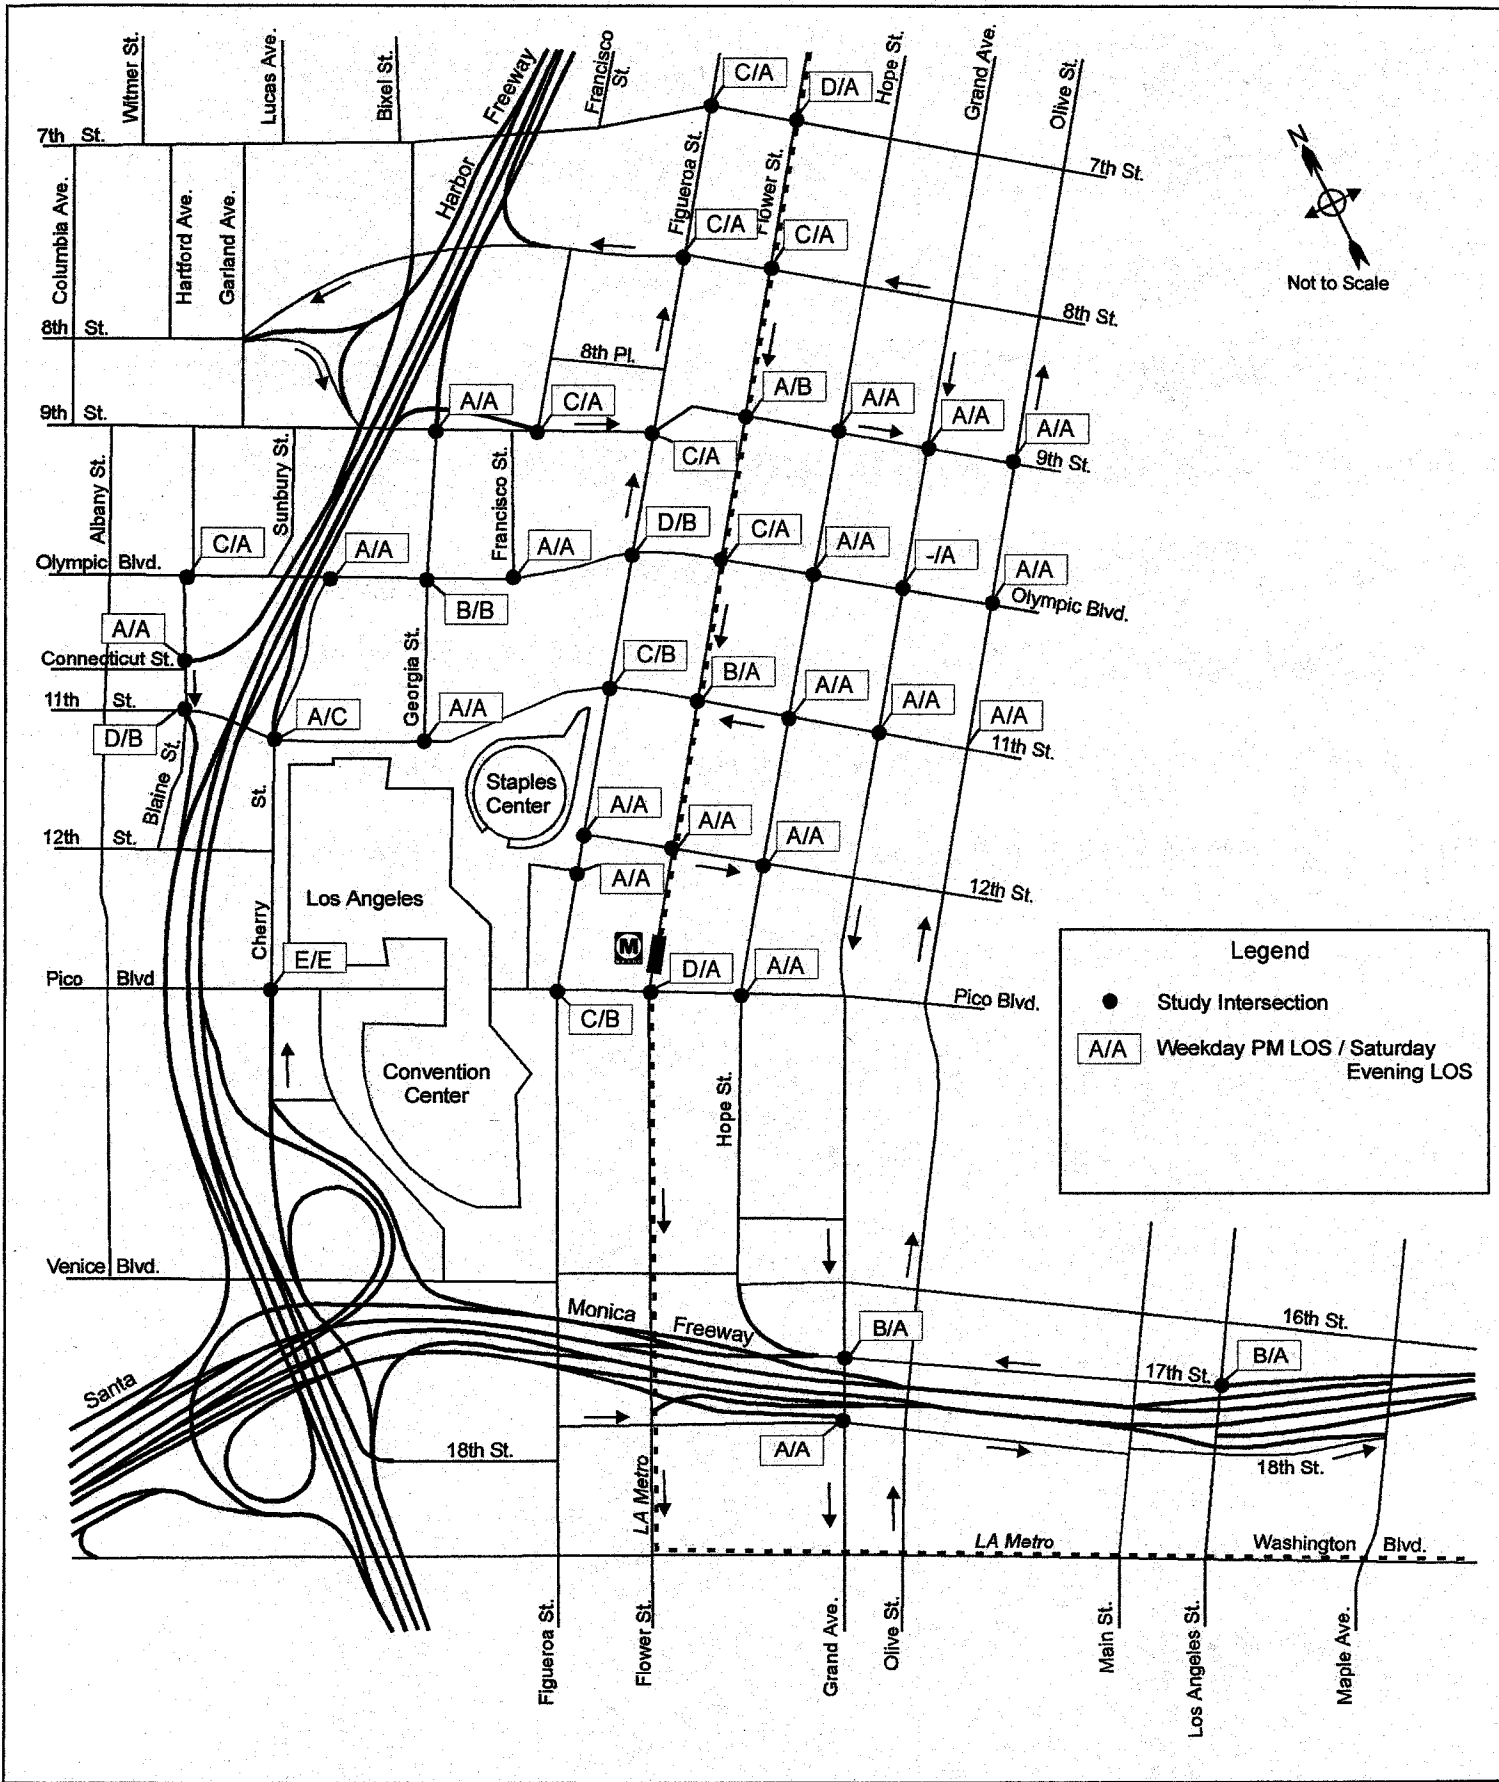 Witmer St.
Lucas Ave.
Bixel St.
Freeway
Francisco St.
C/A
D/A
Hope St.
Grand Ave.
Olive St.
7th St.
7th St.
N
Not to Scale
Columbia Ave.
Hartford Ave.
Garland Ave.
Harbor
Figueroa St.
Flower St.
C/A
C/A
8th St.
8th St.
8th Pl.
9th St.
A/A
C/A
A/B
A/A
A/A
A/A
C/A
9th St.
Albany St.
Sunbury St.
Francisco St.
C/A
A/A
A/A
D/B
C/A
A/A
-/A
A/A
Olympic Blvd.
Olympic Blvd.
B/B
A/A
Connecticut St.
Georgia St.
C/B
B/A
A/A
A/A
A/A
11th St.
D/B
A/C
A/A
11th St.
Blaine St.
Cherry St.
Staples
Center
A/A
A/A
A/A
12th St.
A/A
12th St.
Los Angeles
M
E/E
D/A
A/A
Pico Blvd
Pico Blvd.
C/B
Convention
Center
Hope St.
Legend
Study Intersection
A/A
Weekday PM LOS / Saturday
Evening LOS
Venice Blvd.
Santa
Monica
Freeway
B/A
16th St.
B/A
17th St.
18th St.
A/A
18th St.
LA Metro
LA Metro
Washington Blvd.
Figueroa St.
Flower St.
Grand Ave.
Olive St.
Main St.
Los Angeles St.
Maple Ave.